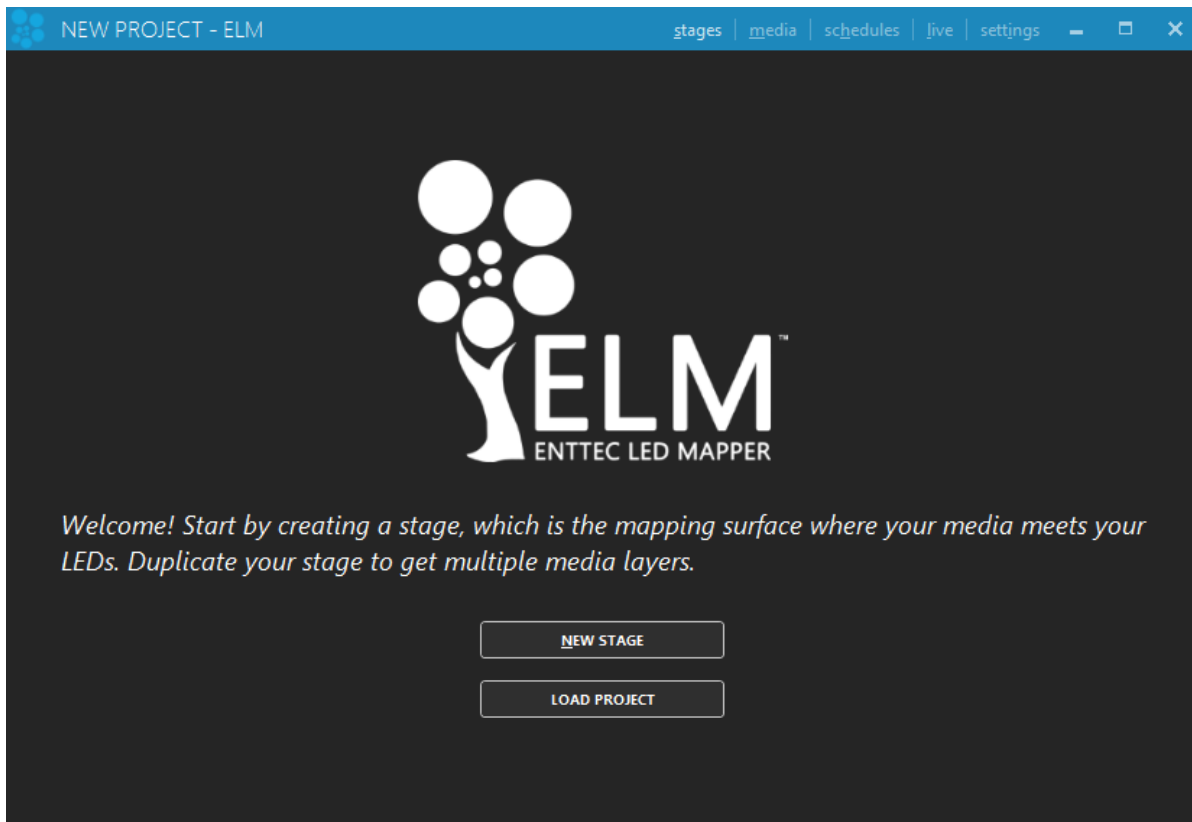 NEW PROJECT - ELM
stages
media
schedules
live
settings
ELM™
ENTTEC LED MAPPER
Welcome! Start by creating a stage, which is the mapping surface where your media meets your
LEDs. Duplicate your stage to get multiple media layers.
NEW STAGE
LOAD PROJECT